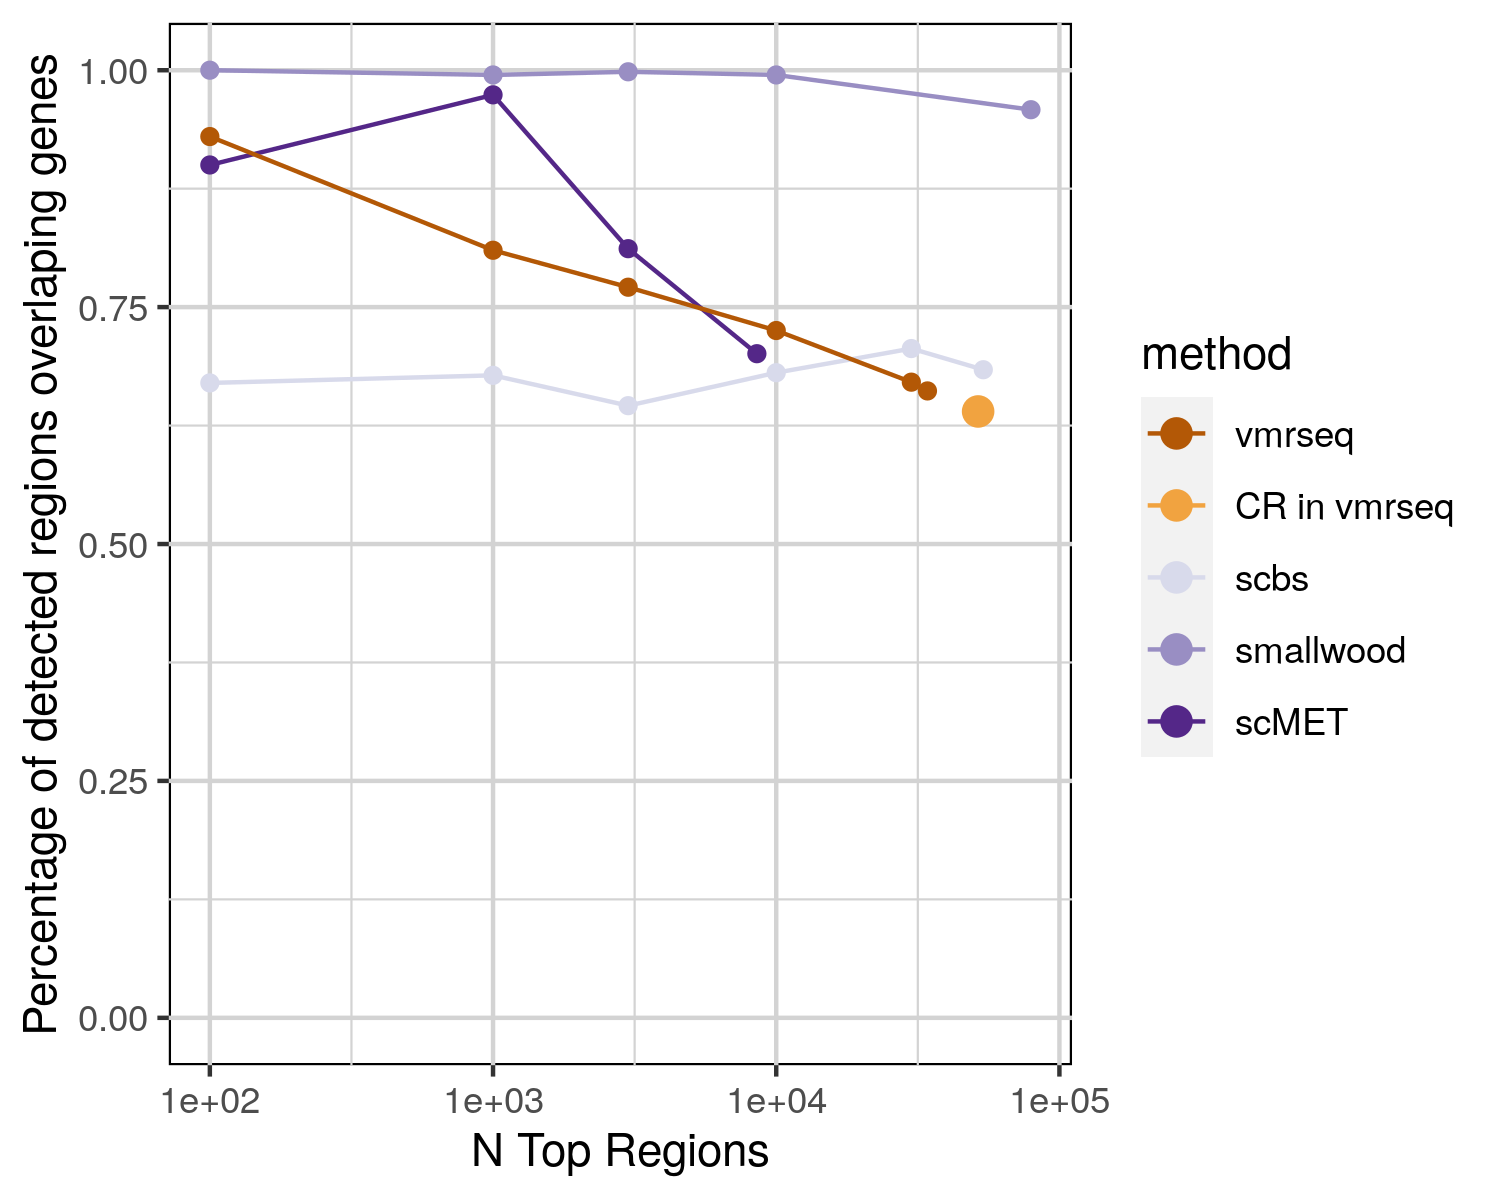 Percentage of detected regions overlaping genes
1.00
0.75
0.50
0.25
0.00
1e+02 1e+03 1e+04 1e+05
N Top Regions
method
vmrseq
CR in vmrseq
scbs
smallwood
scMET